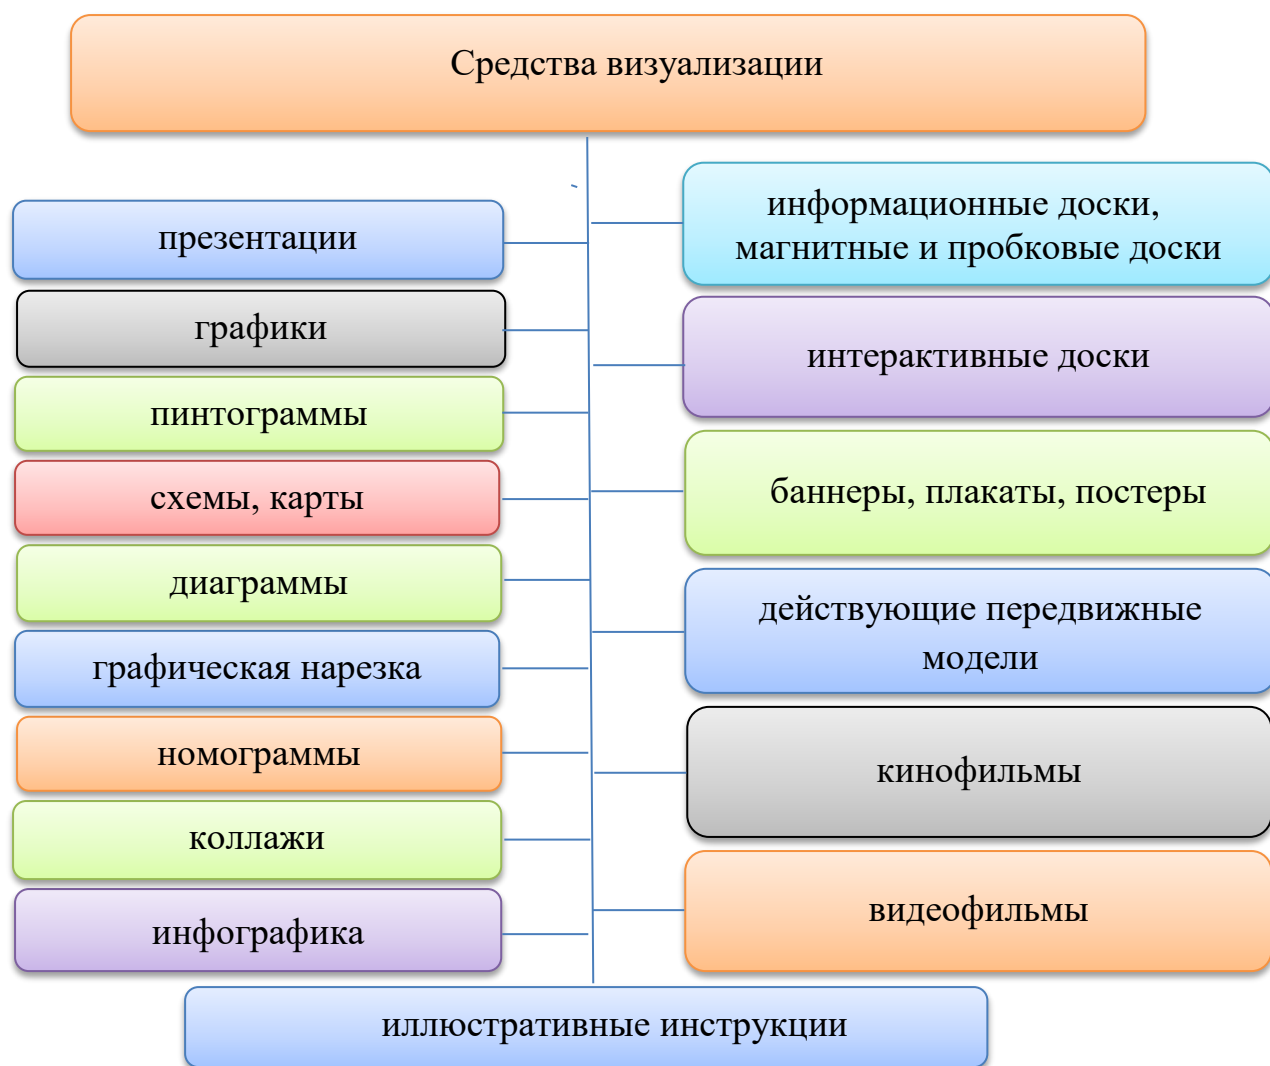 Средства визуализации
презентации
графики
пинтограммы
схемы, карты
диаграммы
графическая нарезка
номограммы
коллажи
инфографика
информационные доски,
магнитные и пробковые доски
интерактивные доски
баннеры, плакаты, постеры
действующие передвижные
модели
кинофильмы
видеофильмы
иллюстративные инструкции